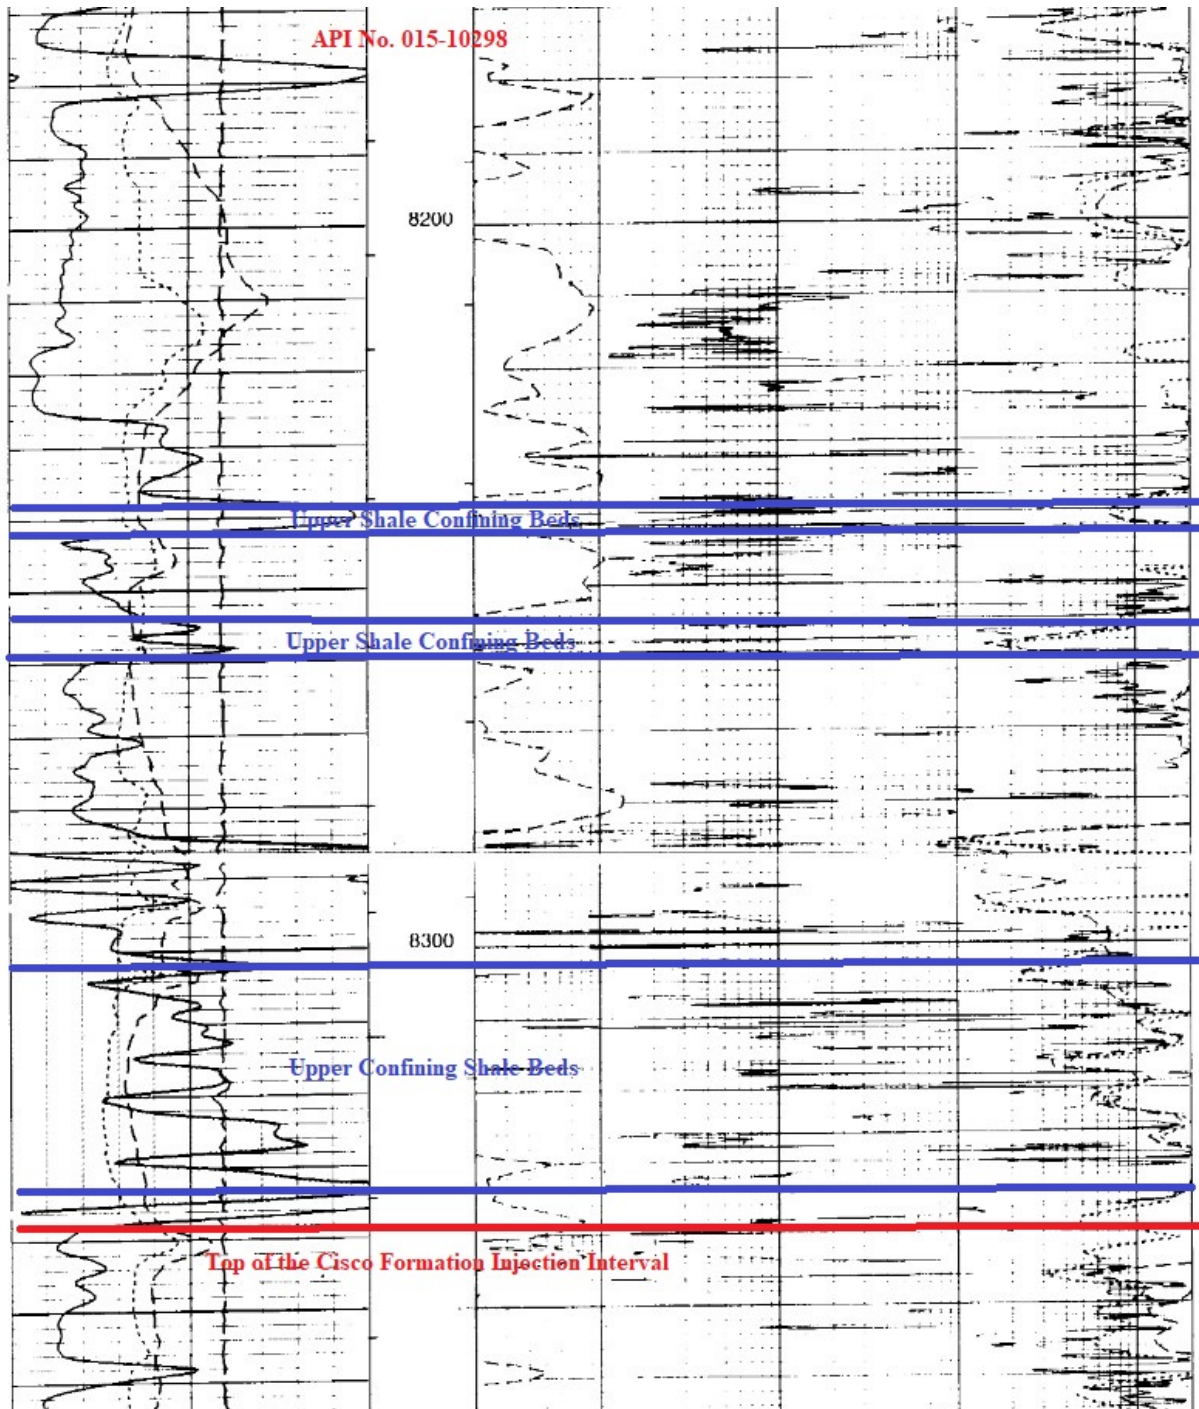 API No. 015-10298
8200
Upper Shale Confining Beds
Upper Shale Confining Beds
8300
Upper Confining Shale Beds
Top of the Cisco Formation Injection Interval